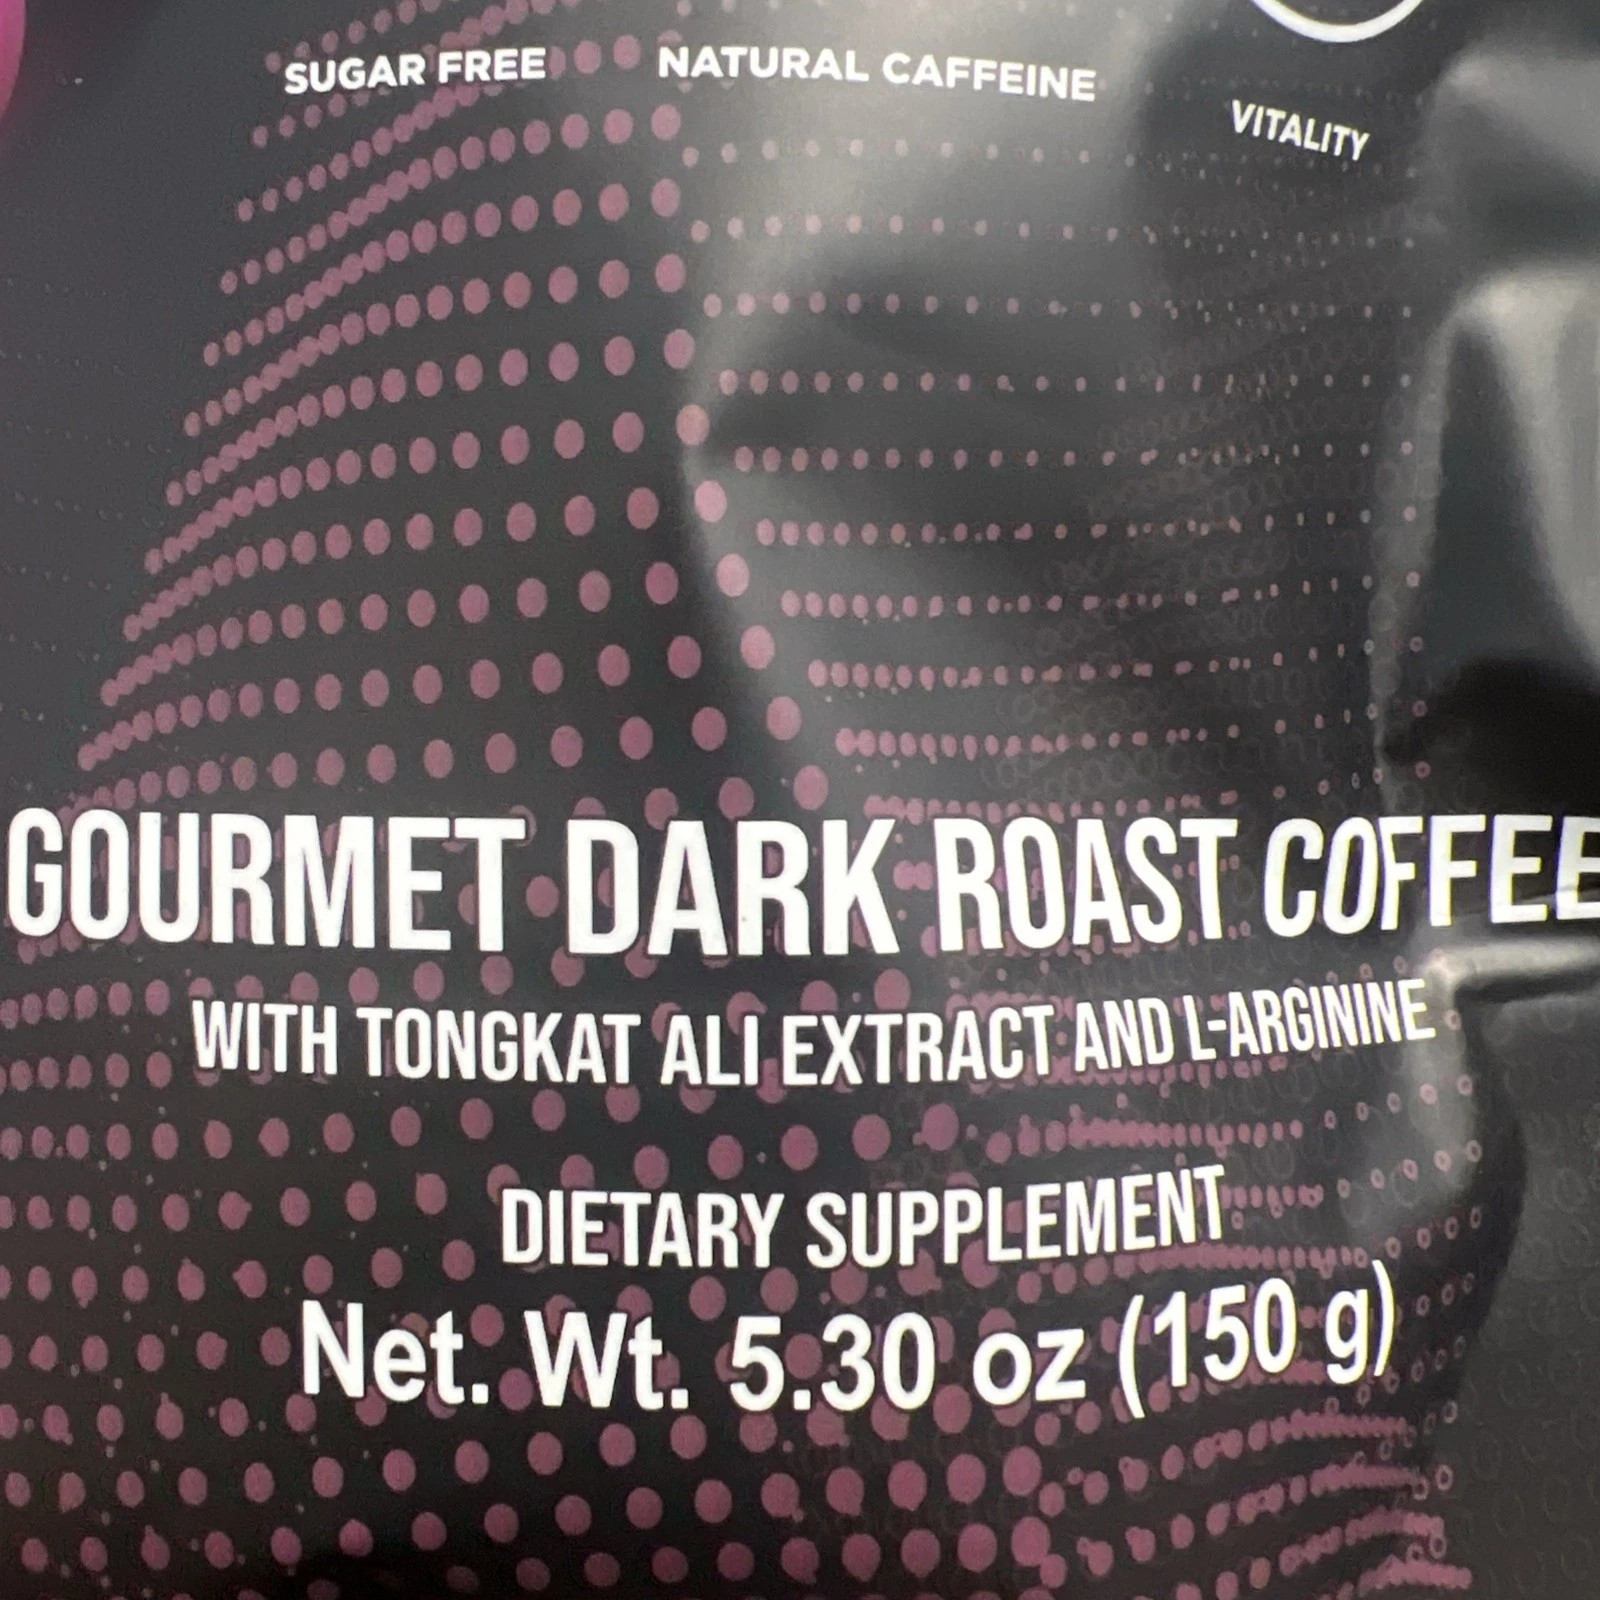 SUGAR FREE
NATURAL CAFFEINE
VITALITY
GOURMET DARK ROAST COFFEE
WITH TONGKAT ALI EXTRACT AND L-ARGININE
DIETARY SUPPLEMENT
Net. Wt. 5.30 oz (150 g)